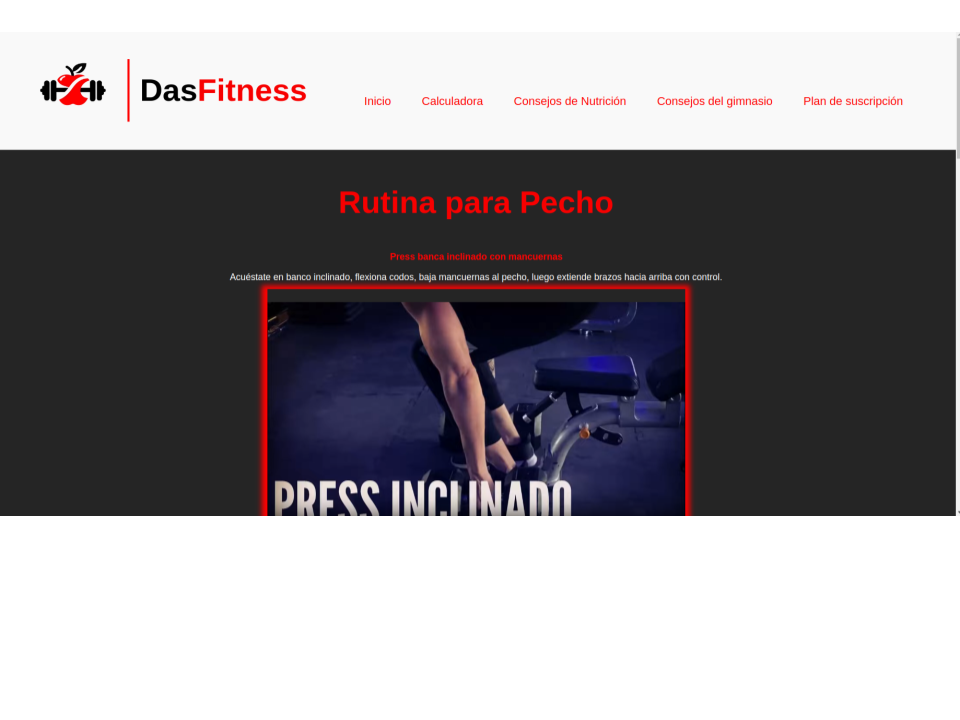 DasFitness
Inicio Calculadora Consejos de Nutrición Consejos del gimnasio Plan de suscripción
Rutina para Pecho
Press banca inclinado con mancuernas
Acuéstate en banco inclinado, flexiona codos, baja mancuernas al pecho, luego extiende brazos hacia arriba con control.
PRESS INCLINADO